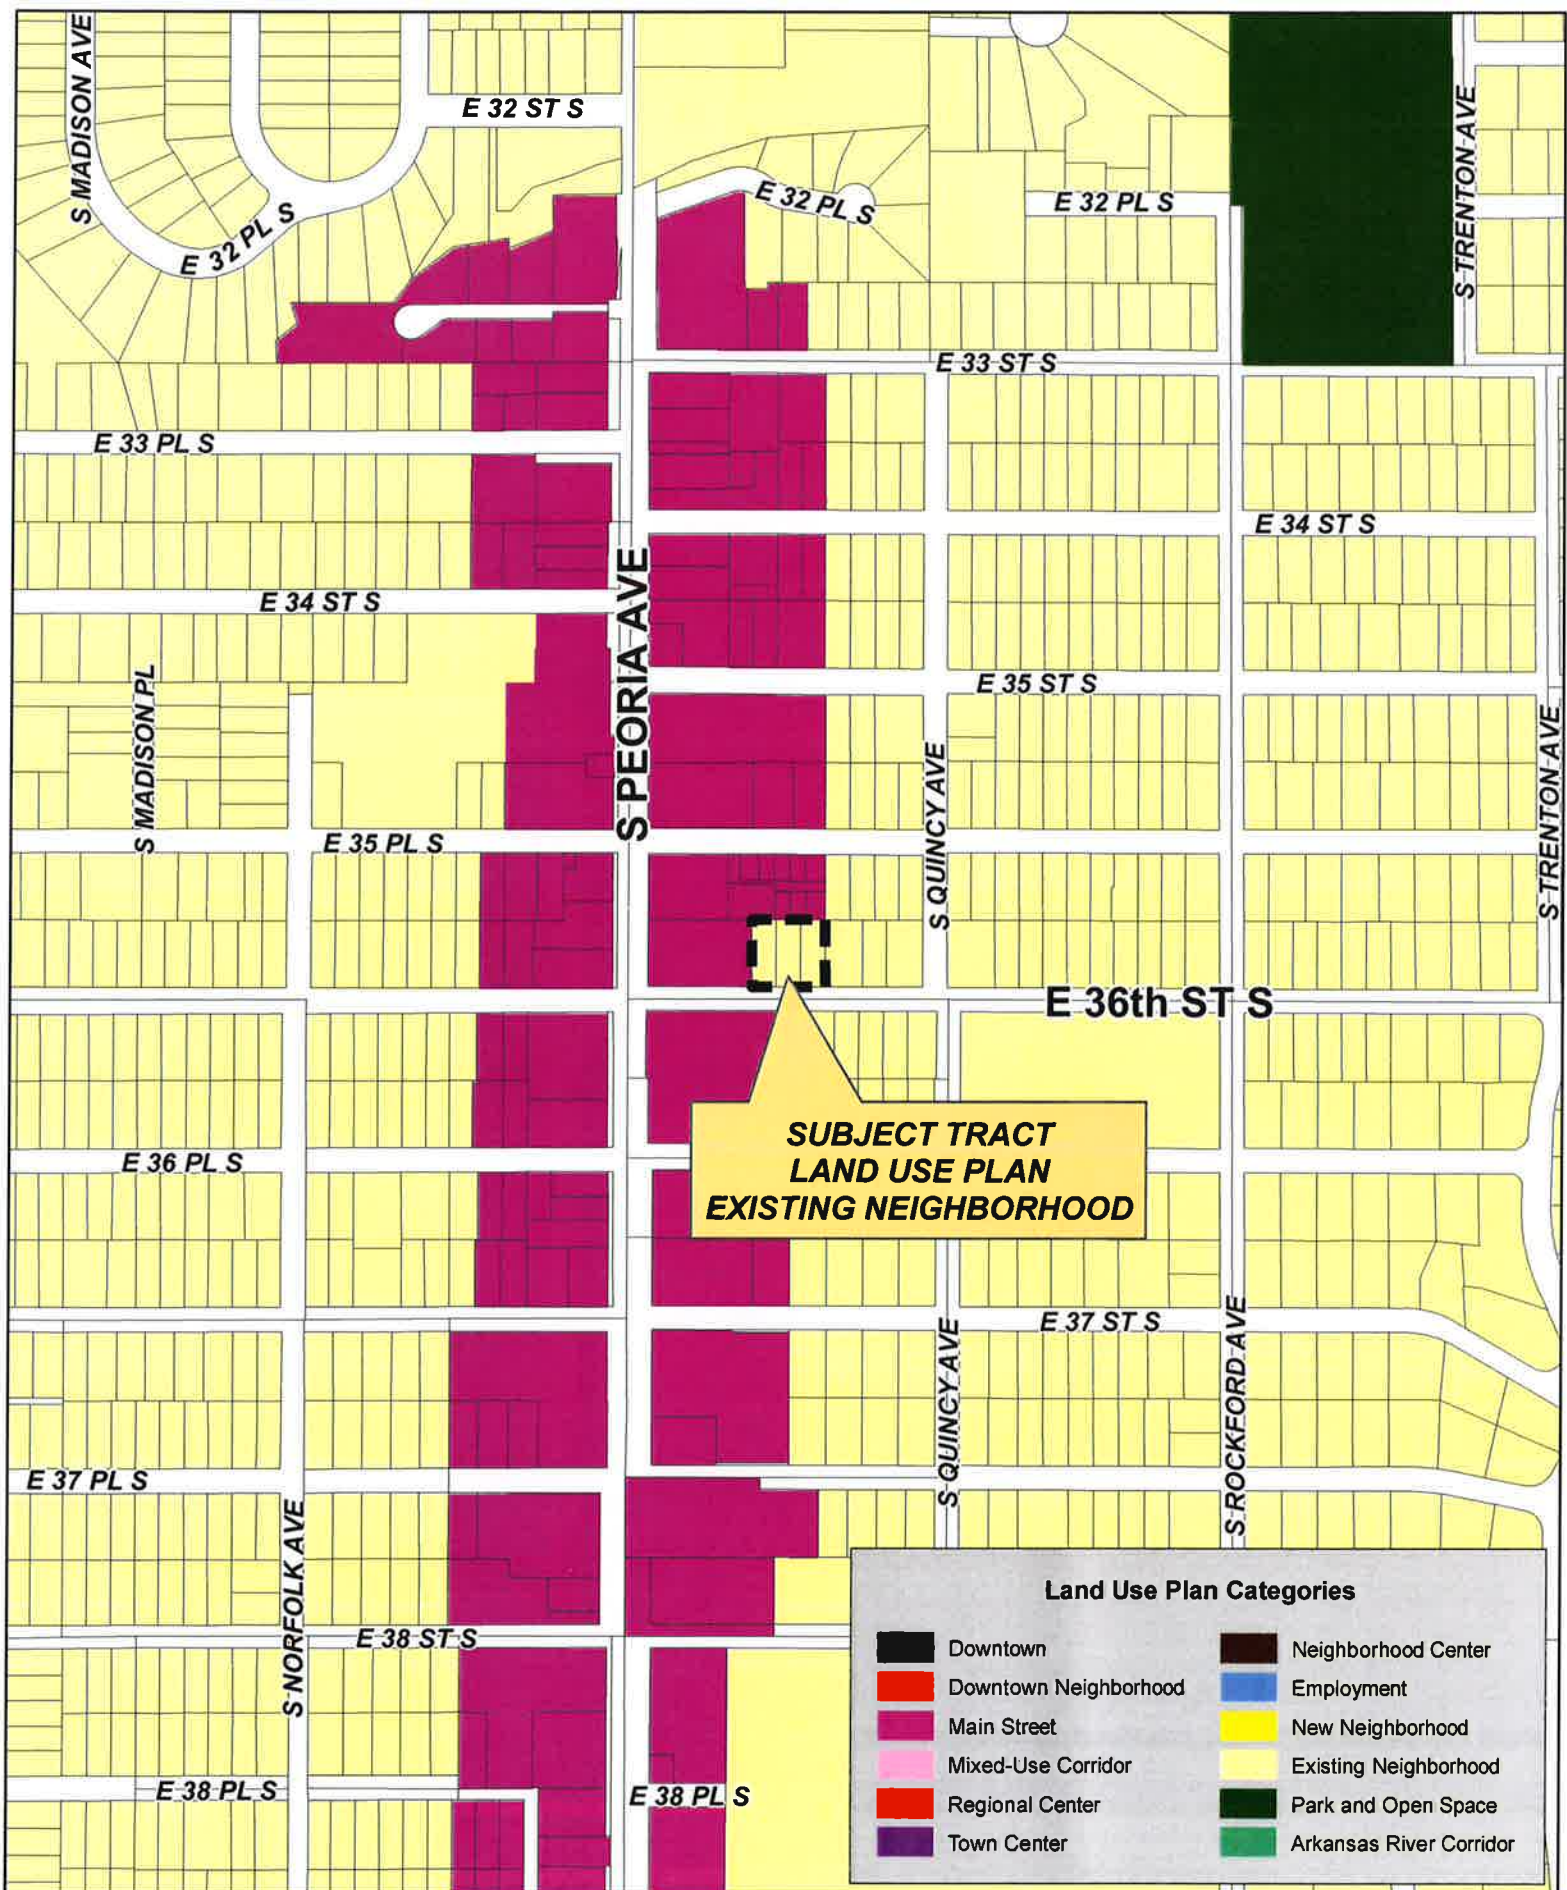 S MADISON AVE
E 32 ST S
S TRENTON AVE
E 32 PL S
E 32 PL S
E 32 PL S
E 33 ST S
E 33 PL S
E 34 ST S
E 34 ST S
S PEORIA AVE
E 35 ST S
S MADISON PL
S QUINCY AVE
S TRENTON AVE
E 35 PL S
E 36th ST S
SUBJECT TRACT
LAND USE PLAN
EXISTING NEIGHBORHOOD
E 36 PL S
E 37 ST S
S QUINCY AVE
S ROCKFORD AVE
E 37 PL S
S NORFOLK AVE
E 38 ST S
E 38 PL S
E 38 PL S
Land Use Plan Categories
Downtown
Downtown Neighborhood
Main Street
Mixed-Use Corridor
Regional Center
Town Center
Neighborhood Center
Employment
New Neighborhood
Existing Neighborhood
Park and Open Space
Arkansas River Corridor